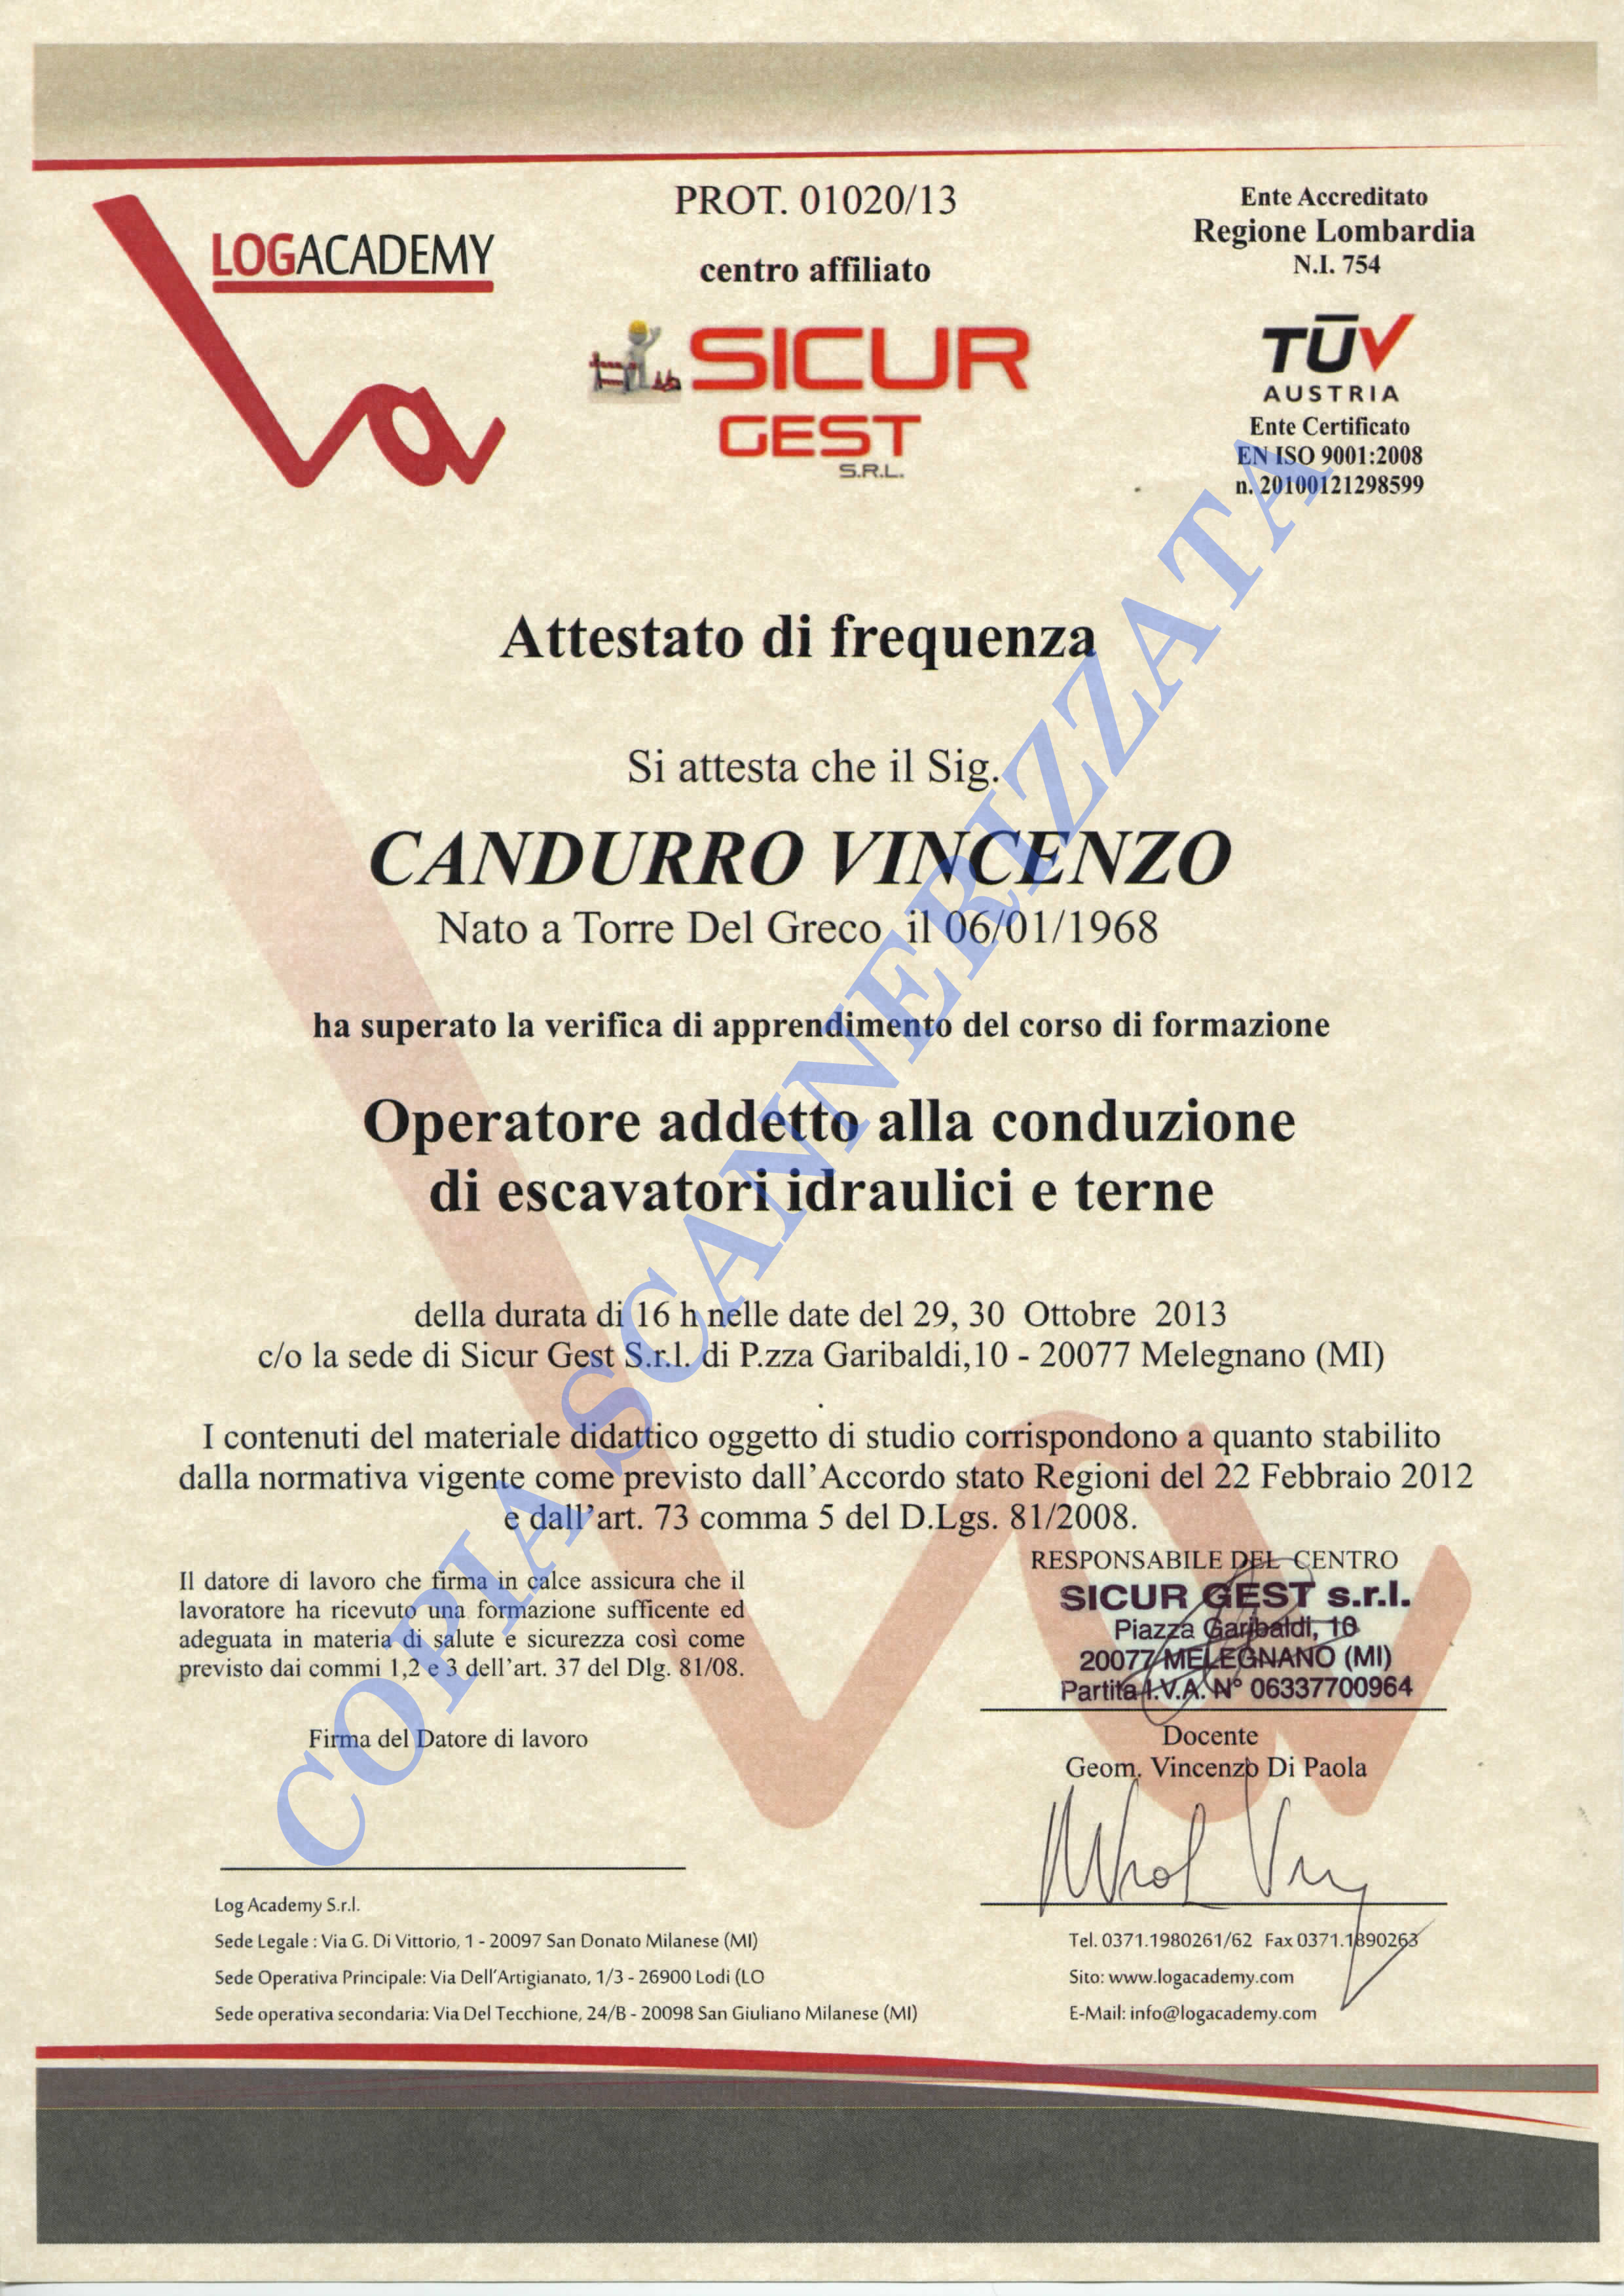 PROT. 01020/13
LOGACADEMY
centro affiliato
SICUR
GEST
S.R.L.
Ente Accreditato
Regione Lombardia
N.I. 754
TÜV
AUSTRIA
Ente Certificato
EN ISO 9001:2008
n. 20100121298599
Attestato di frequenza
Si attesta che il Sig.
CANDURRO VINCENZO
Nato a Torre Del Greco il 06/01/1968
ha superato la verifica di apprendimento del corso di formazione
Operatore addetto alla conduzione
di escavatori idraulici e terne
della durata di 16 h nelle date del 29, 30 Ottobre 2013
c/o la sede di Sicur Gest S.r.l. di P.zza Garibaldi,10 - 20077 Melegnano (MI)
I contenuti del materiale didattico oggetto di studio corrispondono a quanto stabilito
dalla normativa vigente come previsto dall'Accordo stato Regioni del 22 Febbraio 2012
e dall'art. 73 comma 5 del D.Lgs. 81/2008.
Il datore di lavoro che firma in calce assicura che il
lavoratore ha ricevuto una formazione sufficente ed
adeguata in materia di salute e sicurezza così come
previsto dai commi 1,2 e 3 dell'art. 37 del Dlg. 81/08.
Firma del Datore di lavoro
RESPONSABILE DEL CENTRO
SICUR GEST s.r.l.
Piazza Garibaldi, 10
20077 MELEGNANO (MI)
Partita I.V.A. N° 06337700964
Docente
Geom. Vincenzo Di Paola
Log Academy S.r.l.
Sede Legale : Via G. Di Vittorio, 1 - 20097 San Donato Milanese (MI)
Sede Operativa Principale: Via Dell'Artigianato, 1/3 - 26900 Lodi (LO
Sede operativa secondaria: Via Del Tecchione, 24/B - 20098 San Giuliano Milanese (MI)
Tel. 0371.1980261/62 Fax 0371.1890263
Sito: www.logacademy.com
E-Mail: info@logacademy.com
COPIA SCANNERIZZATA